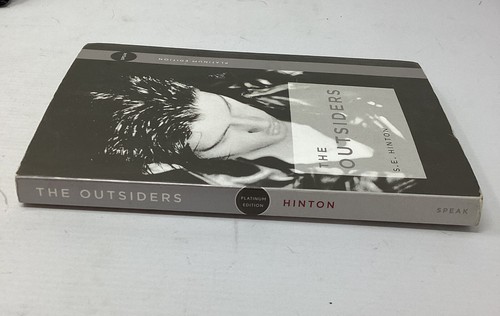 PLATINUM EDITION
THE
OUTSIDERS
S.E. HINTON
THE OUTSIDERS
PLATINUM
EDITION
HINTON
SPEAK